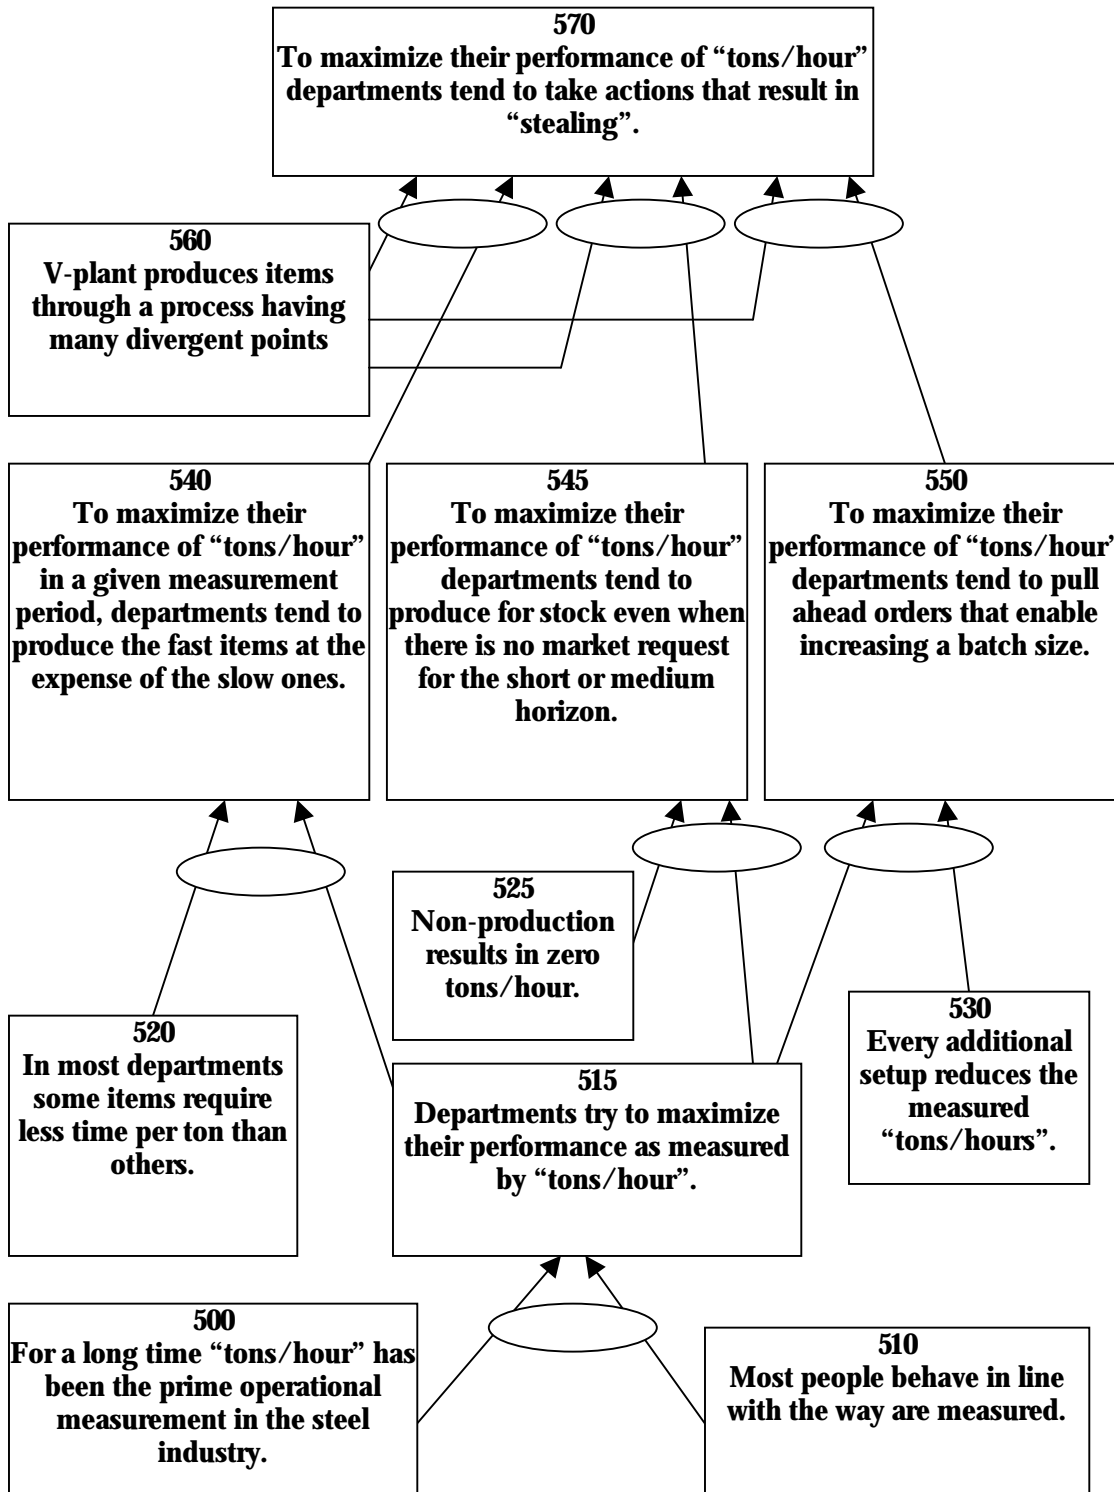 570
To maximize their performance of “tons/hour”
departments tend to take actions that result in
“stealing”.
560
V-plant produces items
through a process having
many divergent points
540
To maximize their
performance of “tons/hour”
in a given measurement
period, departments tend to
produce the fast items at the
expense of the slow ones.
545
To maximize their
performance of “tons/hour”
departments tend to
produce for stock even when
there is no market request
for the short or medium
horizon.
550
To maximize their
performance of “tons/hour”
departments tend to pull
ahead orders that enable
increasing a batch size.
525
Non-production
results in zero
tons/hour.
520
In most departments
some items require
less time per ton than
others.
515
Departments try to maximize
their performance as measured
by “tons/hour”.
530
Every additional
setup reduces the
measured
“tons/hours”.
500
For a long time “tons/hour” has
been the prime operational
measurement in the steel
industry.
510
Most people behave in line
with the way are measured.